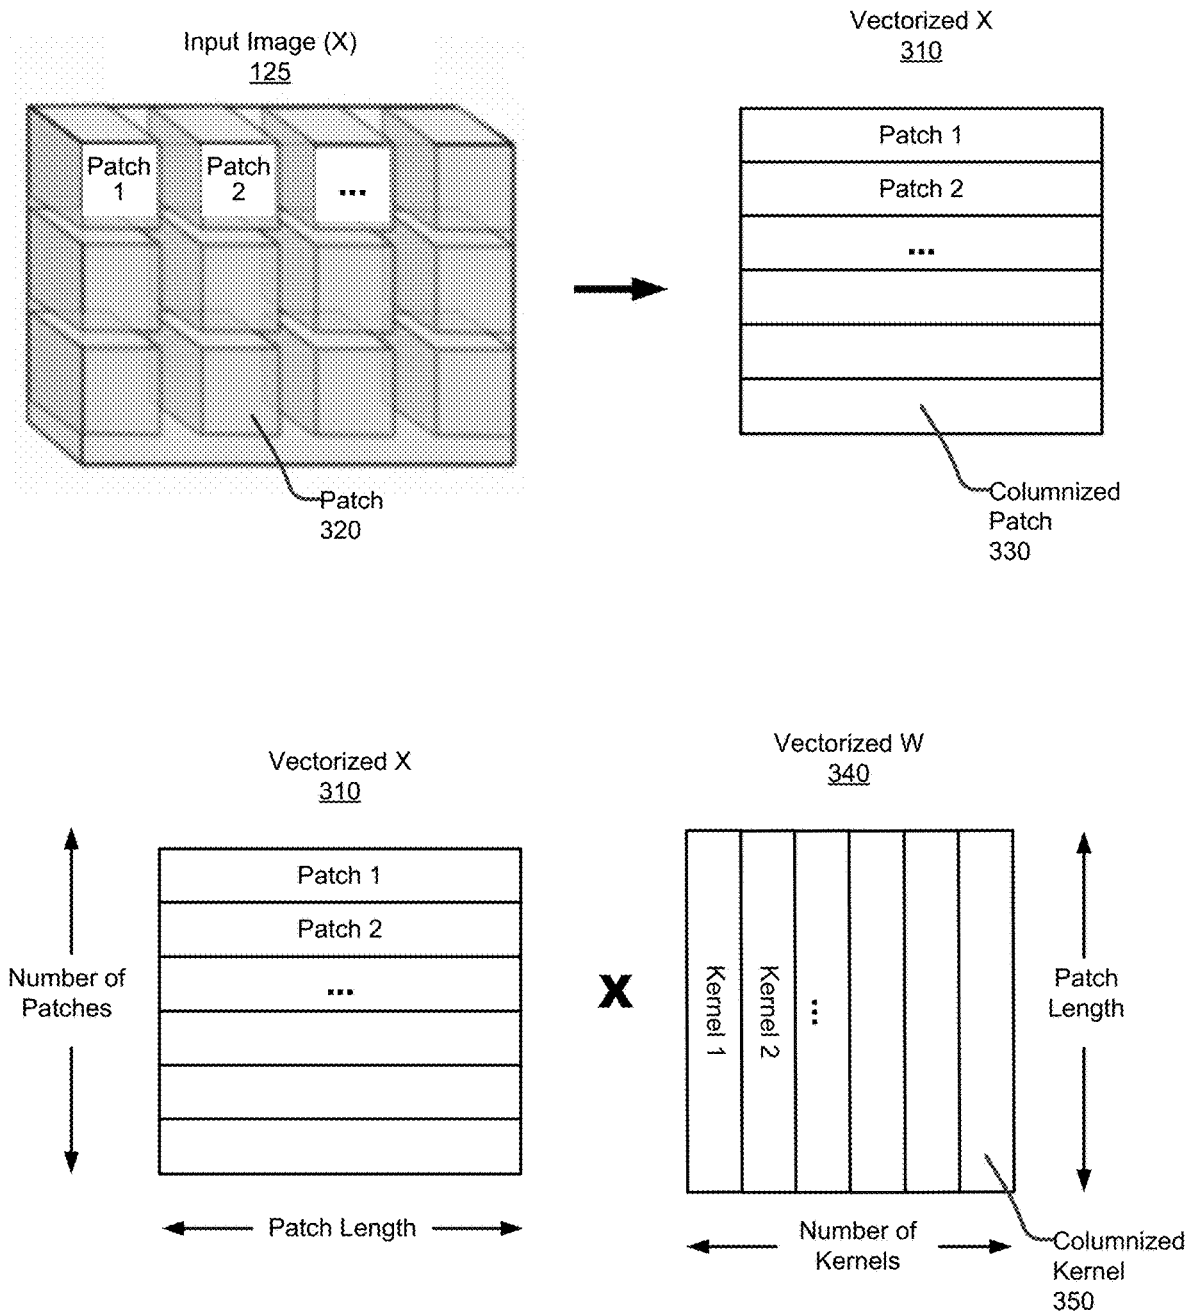 Input Image (X)
125
Vectorized X
310
Patch
1
Patch
2
...
Patch 1
Patch 2
...
Patch
320
Columnized
Patch
330
Vectorized X
310
Vectorized W
340
Number of
Patches
Patch 1
Patch 2
...
Patch Length
X
Kernel 1
Kernel 2
...
Patch
Length
Number of
Kernels
Columnized
Kernel
350